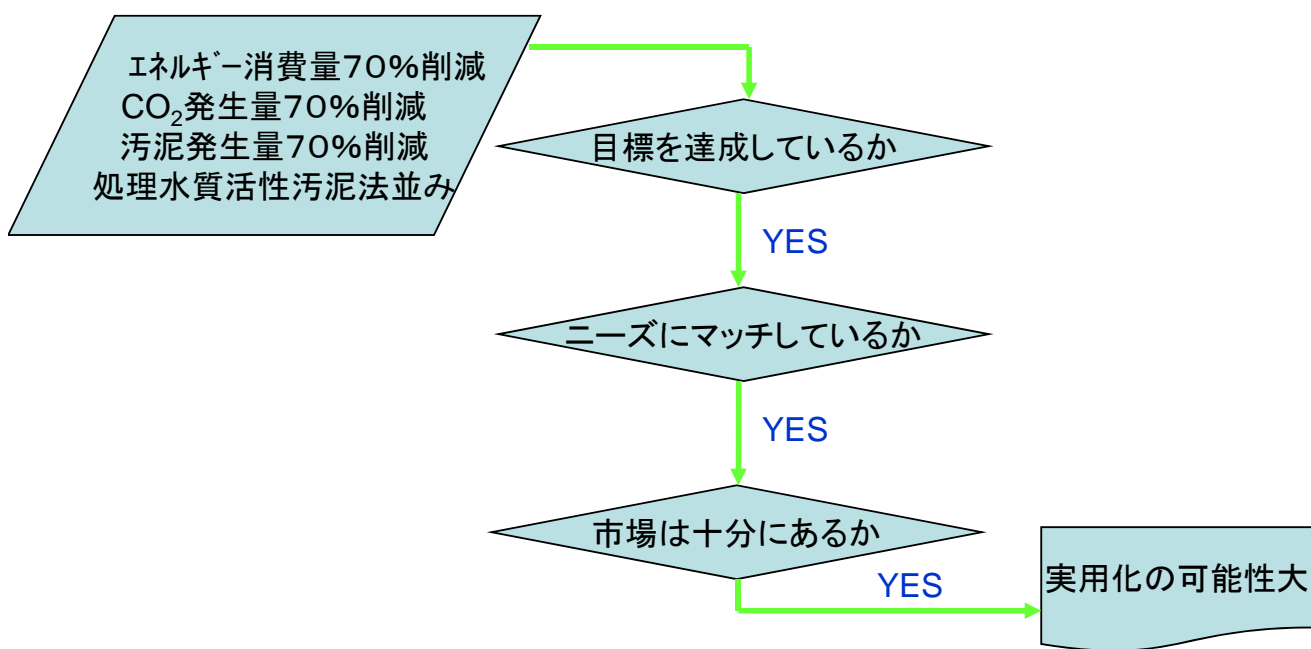 ｴﾈﾙｷﾞｰ消費量７０％削減
CO₂発生量７０％削減
汚泥発生量７０％削減
処理水質活性汚泥法並み
目標を達成しているか
YES
ニーズにマッチしているか
YES
市場は十分にあるか
YES
実用化の可能性大